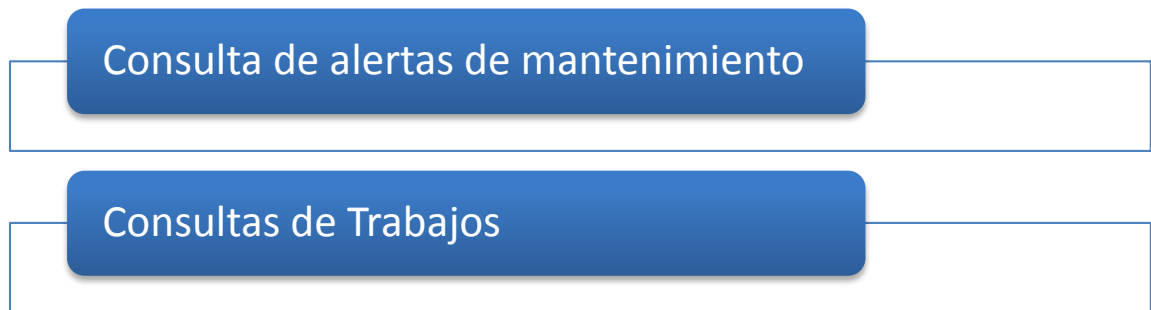 Consulta de alertas de mantenimiento
Consultas de Trabajos